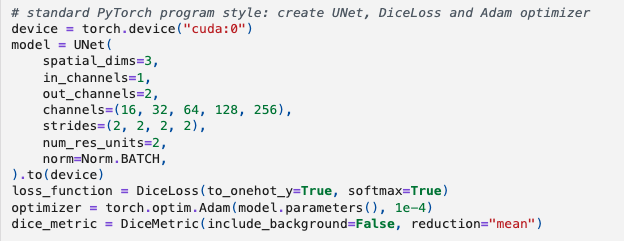 # standard PyTorch program style: create UNet, DiceLoss and Adam optimizer
device = torch.device("cuda:0")
model = UNet(
    spatial_dims=3,
    in_channels=1,
    out_channels=2,
    channels=(16, 32, 64, 128, 256),
    strides=(2, 2, 2, 2),
    num_res_units=2,
    norm=Norm.BATCH,
).to(device)
loss_function = DiceLoss(to_onehot_y=True, softmax=True)
optimizer = torch.optim.Adam(model.parameters(), 1e-4)
dice_metric = DiceMetric(include_background=False, reduction="mean")